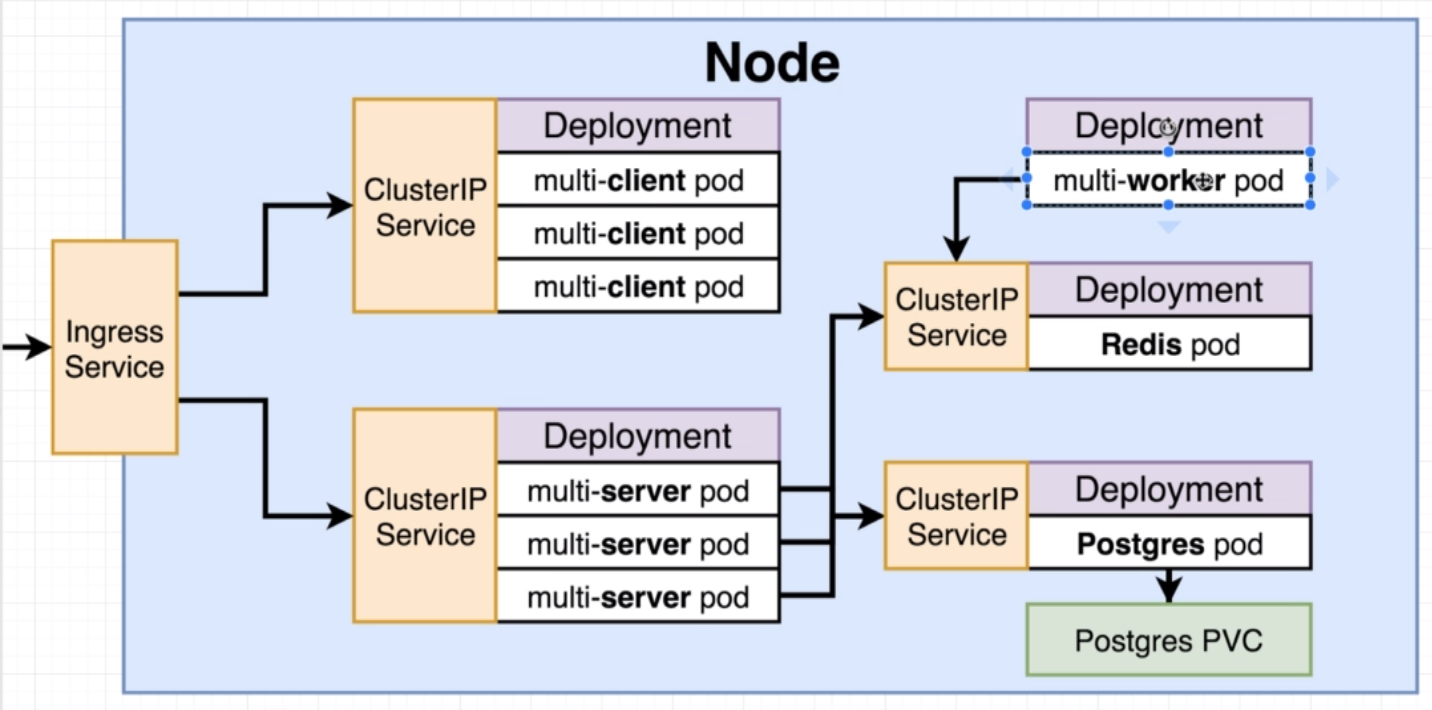 Node
Ingress
Service
ClusterIP
Service
Deployment
multi-client pod
multi-client pod
multi-client pod
ClusterIP
Service
Deployment
multi-server pod
multi-server pod
multi-server pod
Deployment
multi-worker pod
ClusterIP
Service
Deployment
Redis pod
ClusterIP
Service
Deployment
Postgres pod
Postgres PVC